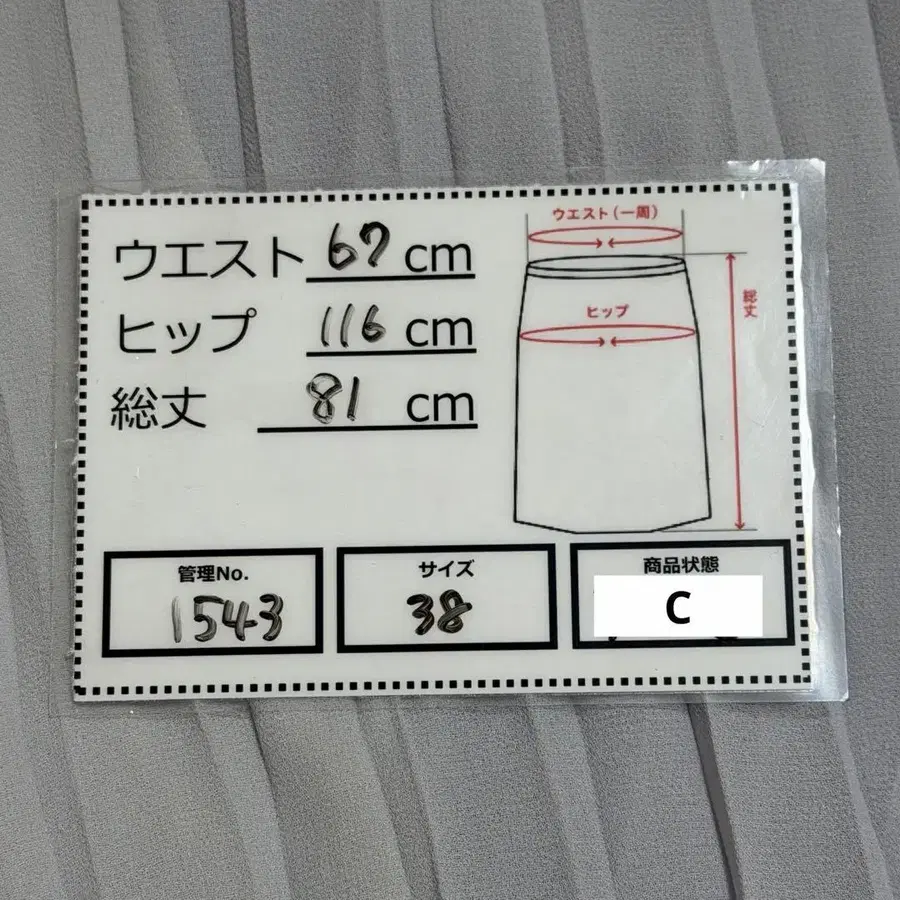 ウエスト 67 cm
ヒップ 116 cm
総丈 81 cm
ウエスト(一周)
ヒップ
総丈
管理No.
1543
サイズ
38
商品状態
C